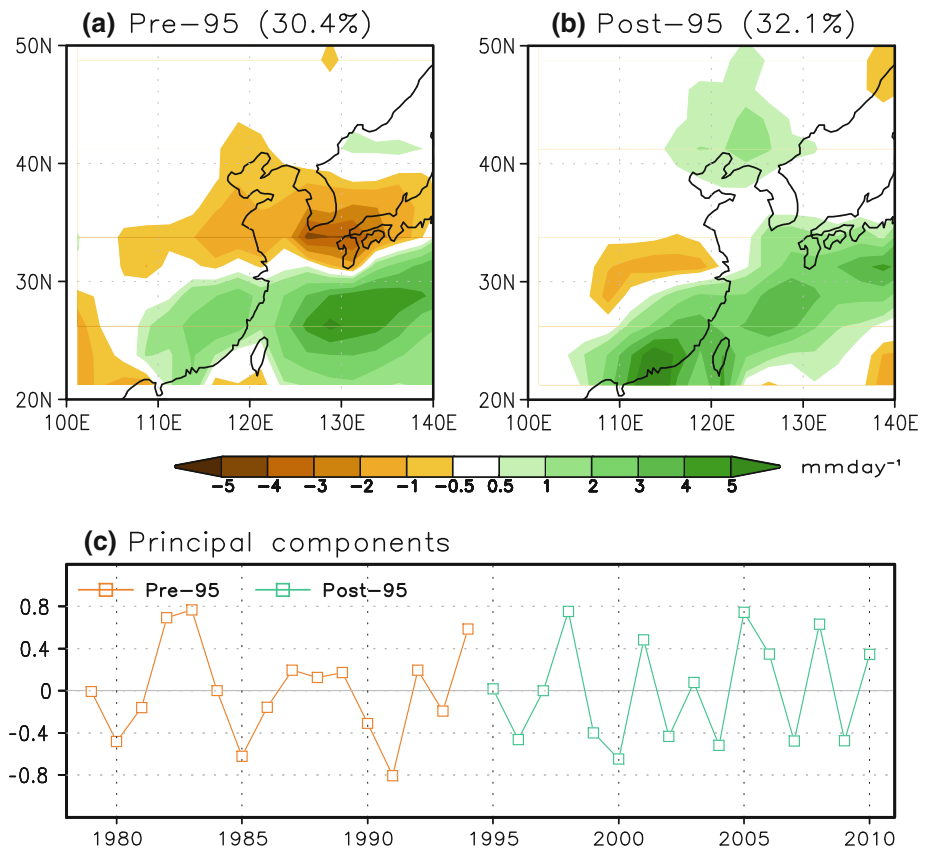 (a) Pre−95 (30.4%)
(b) Post−95 (32.1%)
50N
40N
30N
20N
100E 110E 120E 130E 140E
50N
40N
30N
20N
100E 110E 120E 130E 140E
−5 −4 −3 −2 −1 −0.5 0.5 1 2 3 4 5
mmday⁻¹
(c) Principal components
Pre−95 Post−95
0.8
0.4
0
-0.4
-0.8
1980 1985 1990 1995 2000 2005 2010